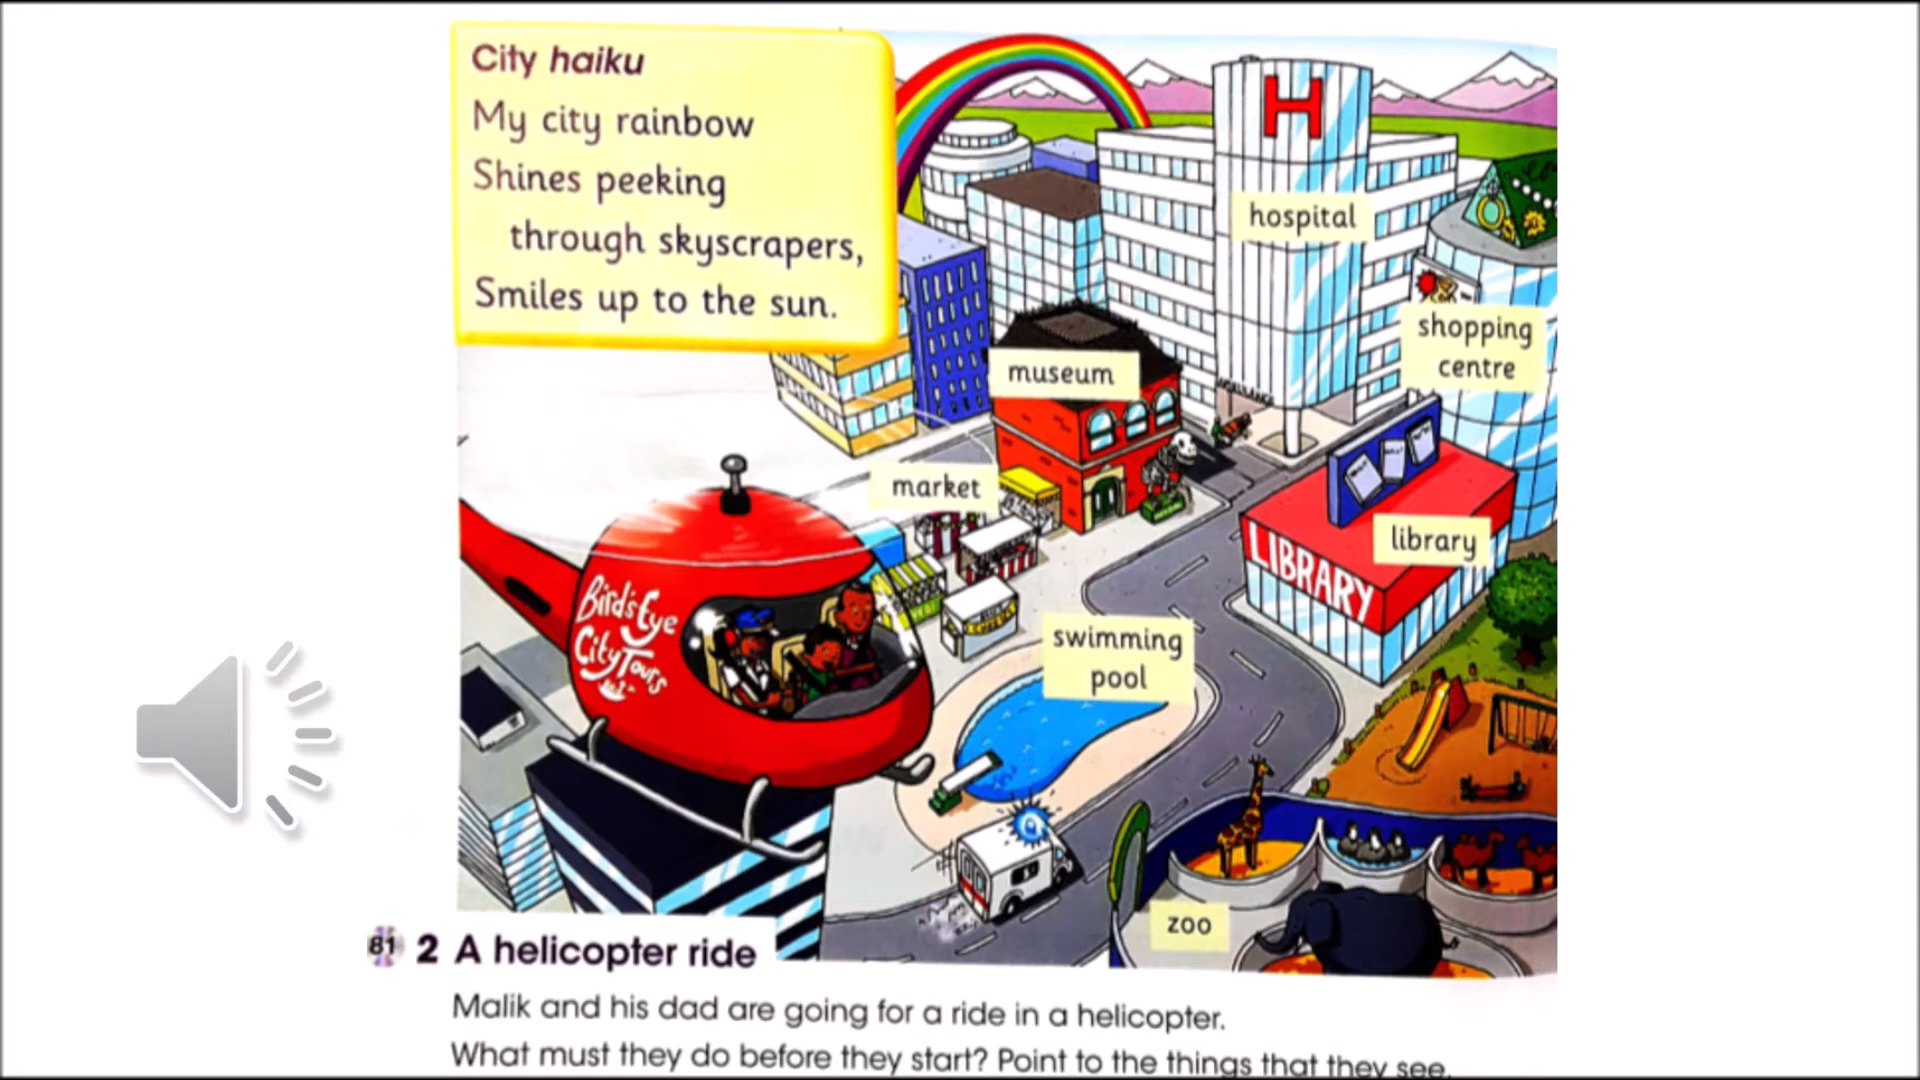 City haiku
My city rainbow
Shines peeking
through skyscrapers,
Smiles up to the sun.
H
hospital
shopping
centre
museum
market
library
LIBRARY
Bird's Eye
City Tours
swimming
pool
zoo
81 2 A helicopter ride
Malik and his dad are going for a ride in a helicopter.
What must they do before they start? Point to the things that they see.